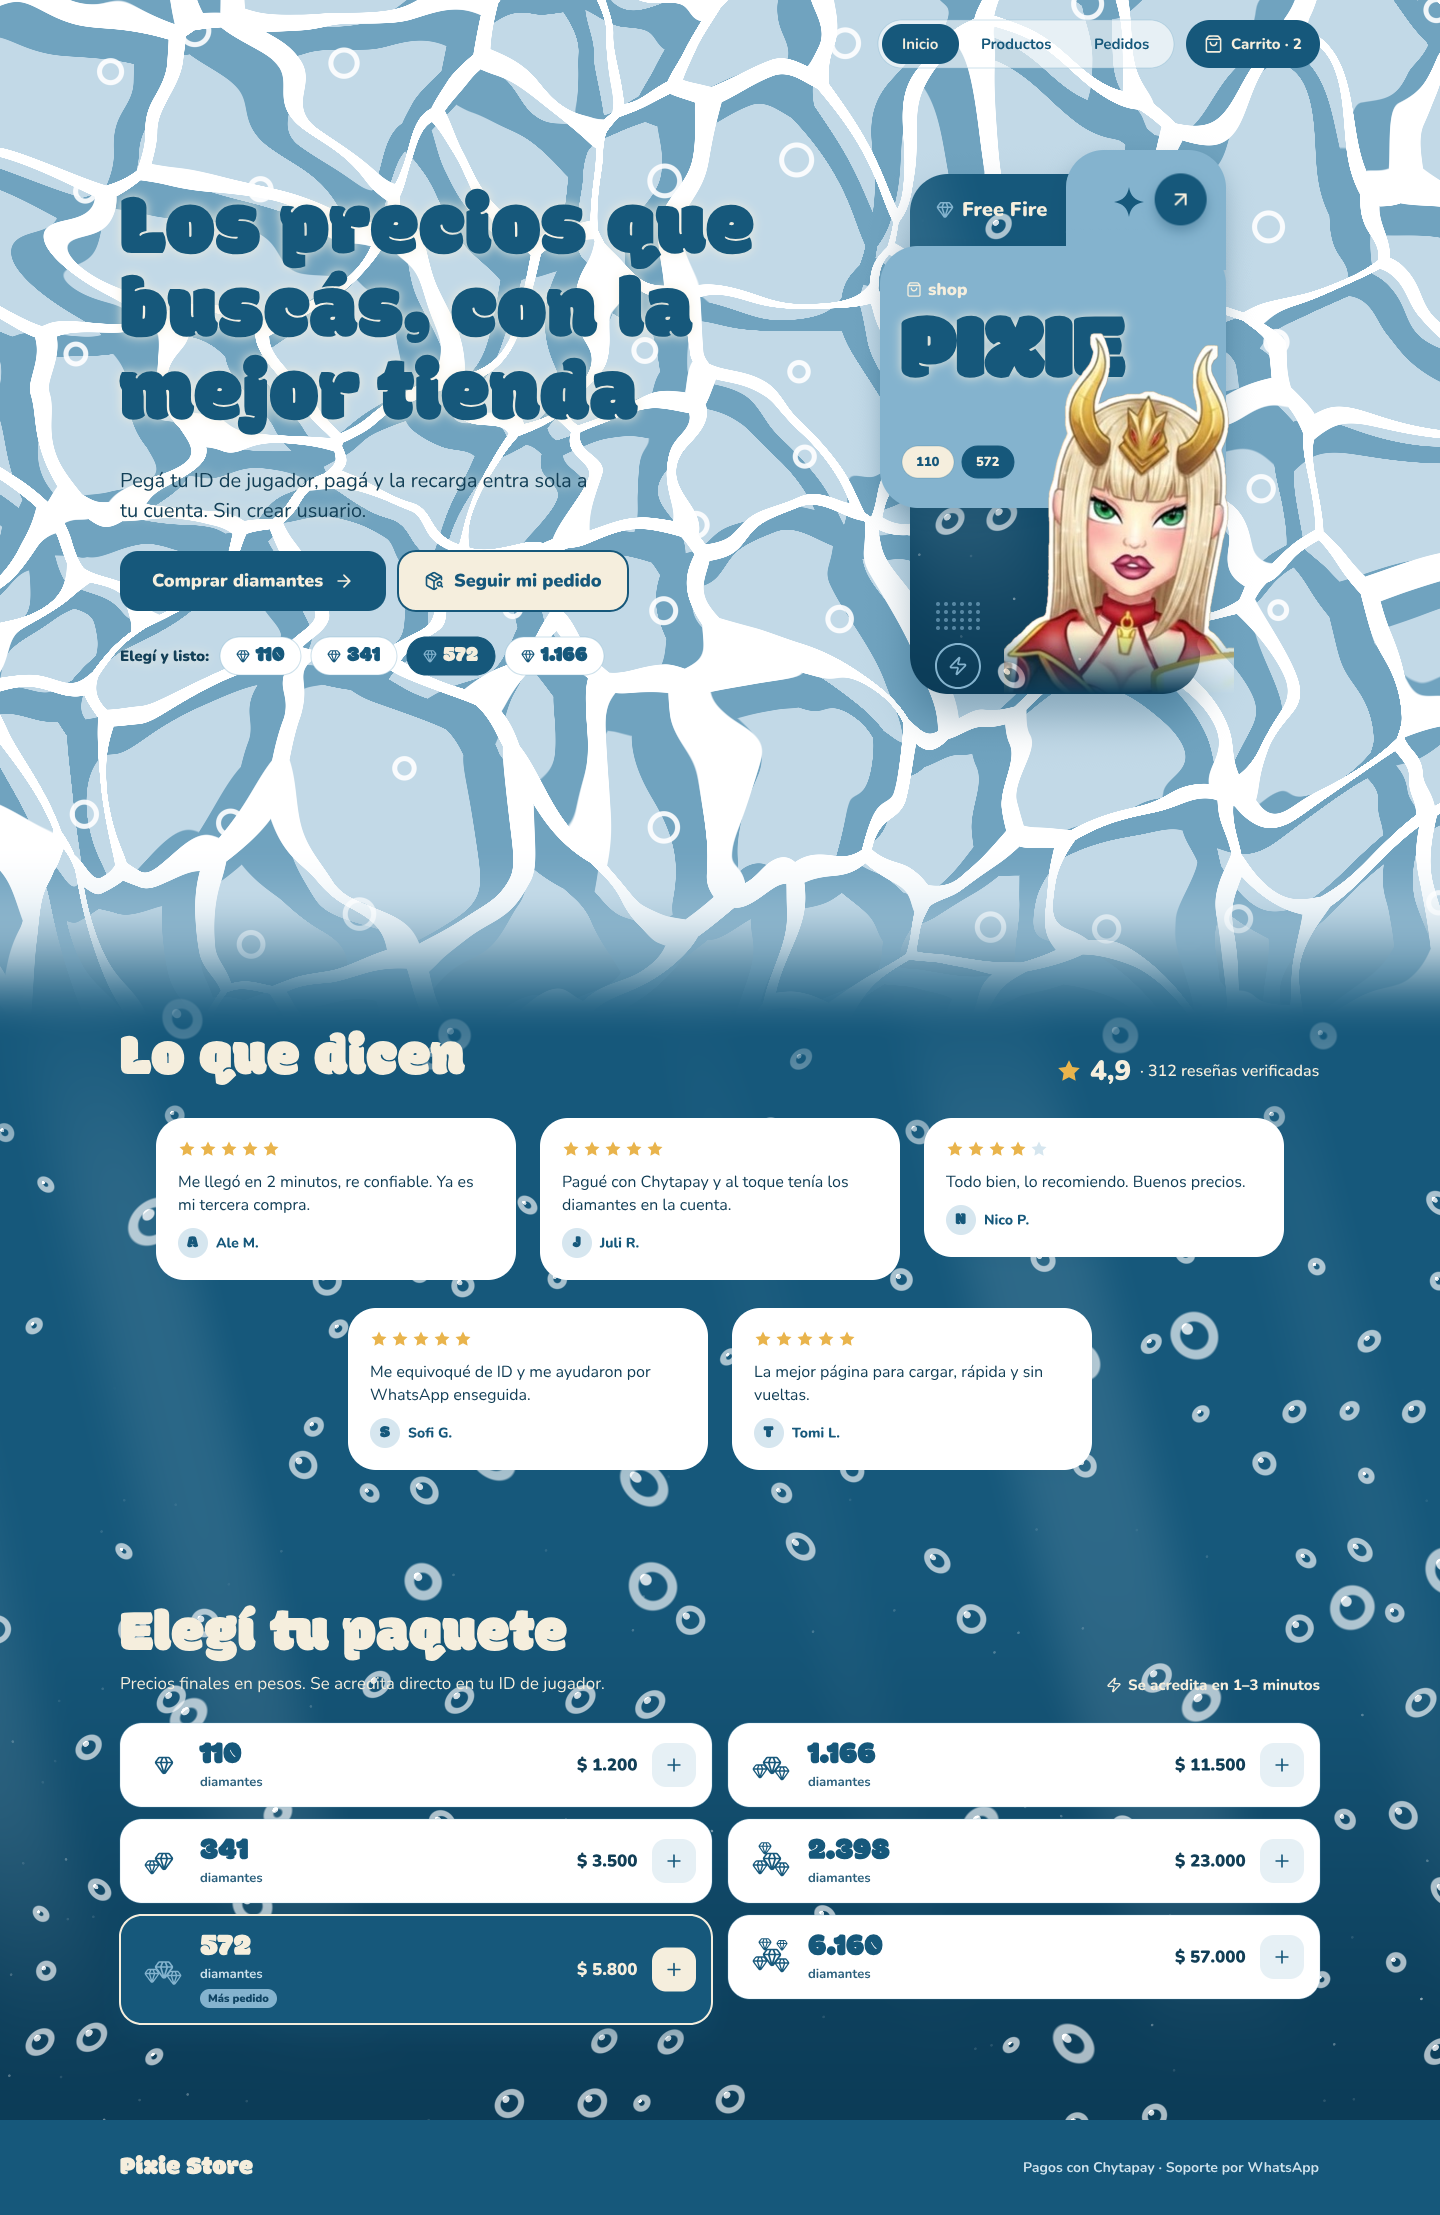 Inicio
Productos
Pedidos
Carrito · 2
Los precios que
buscás, con la
mejor tienda
Pegá tu ID de jugador, pagá y la recarga entra sola a
tu cuenta. Sin crear usuario.
Comprar diamantes
Seguir mi pedido
Elegí y listo:
110
341
572
1.166
Free Fire
shop
PIXIE
110
572
Lo que dicen
4,9 · 312 reseñas verificadas
Me llegó en 2 minutos, re confiable. Ya es
mi tercera compra.
A
Ale M.
Pagué con Chytapay y al toque tenía los
diamantes en la cuenta.
J
Juli R.
Todo bien, lo recomiendo. Buenos precios.
N
Nico P.
Me equivoqué de ID y me ayudaron por
WhatsApp enseguida.
S
Sofi G.
La mejor página para cargar, rápida y sin
vueltas.
T
Tomi L.
Elegí tu paquete
Precios finales en pesos. Se acredita directo en tu ID de jugador.
Se acredita en 1–3 minutos
110
diamantes
$ 1.200
1.166
diamantes
$ 11.500
341
diamantes
$ 3.500
2.398
diamantes
$ 23.000
572
diamantes
Más pedido
$ 5.800
6.160
diamantes
$ 57.000
Pixie Store
Pagos con Chytapay · Soporte por WhatsApp